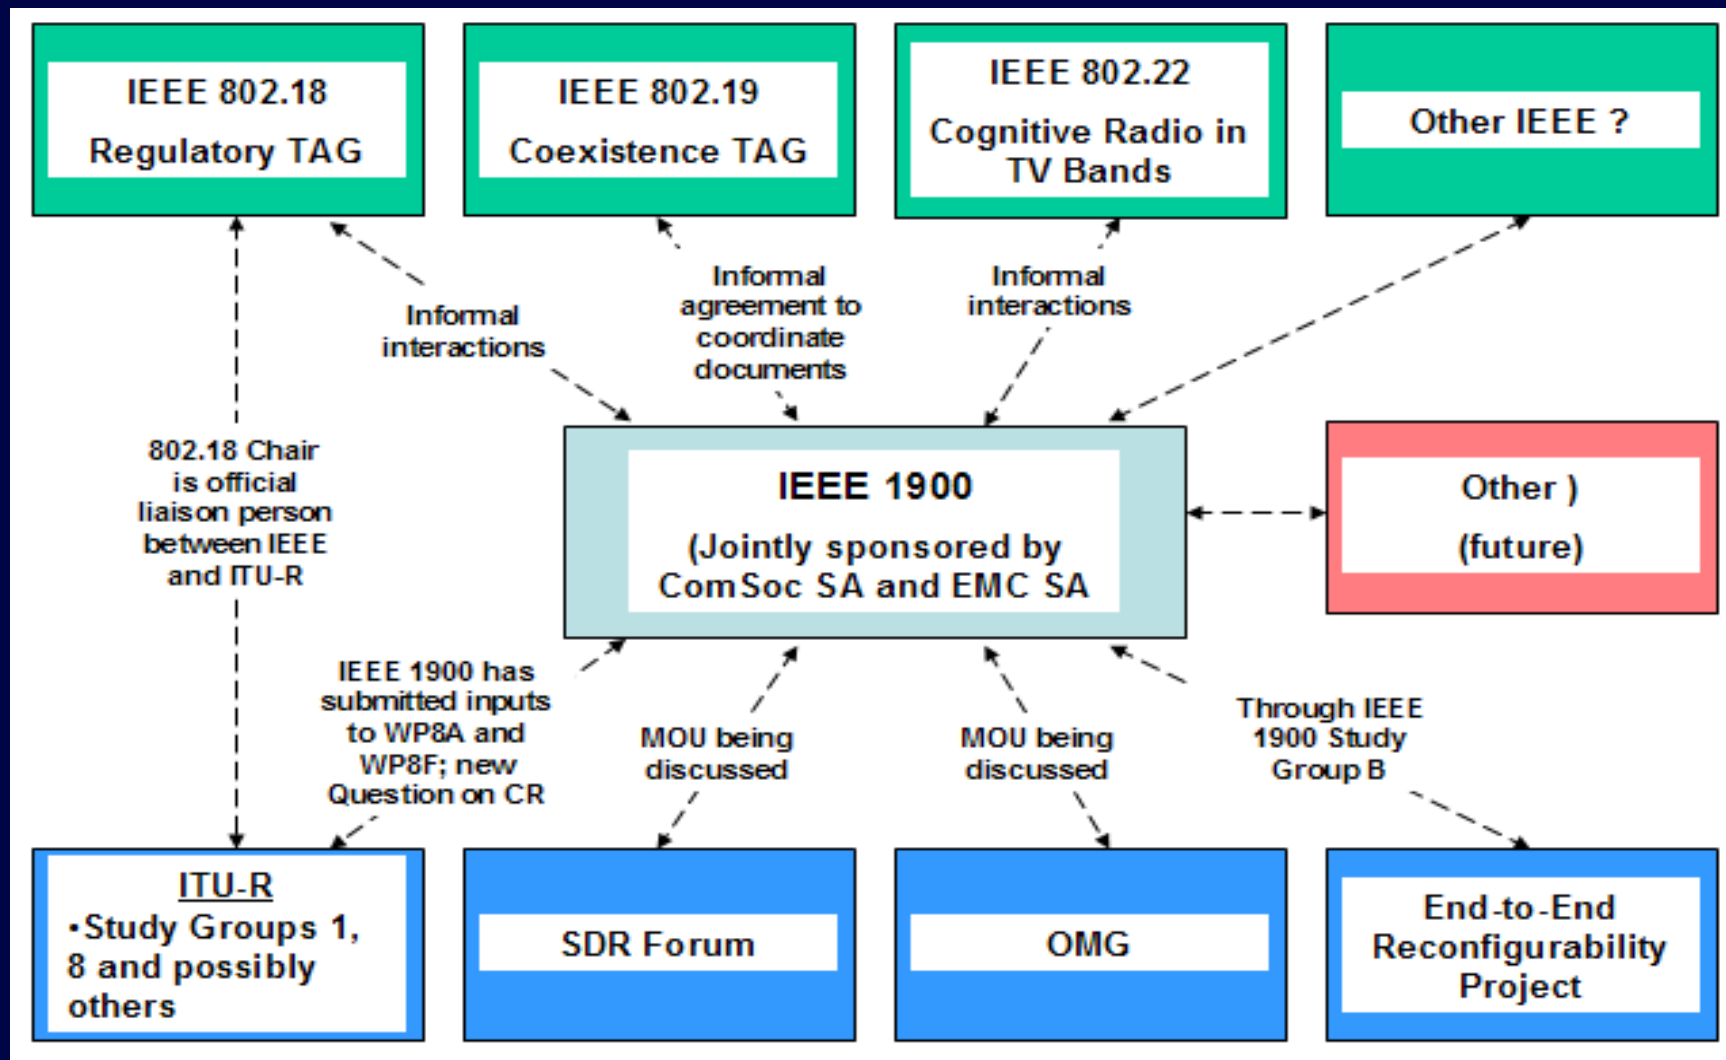 IEEE 802.18
Regulatory TAG
IEEE 802.19
Coexistence TAG
IEEE 802.22
Cognitive Radio in
TV Bands
Other IEEE ?
Informal
interactions
Informal
agreement to
coordinate
documents
Informal
interactions
802.18 Chair
is official
liaison person
between IEEE
and ITU-R
IEEE 1900
(Jointly sponsored by
ComSoc SA and EMC SA
Other )
(future)
IEEE 1900 has
submitted inputs
to WP8A and
WP8F; new
Question on CR
MOU being
discussed
MOU being
discussed
Through IEEE
1900 Study
Group B
ITU-R
•Study Groups 1,
8 and possibly
others
SDR Forum
OMG
End-to-End
Reconfigurability
Project